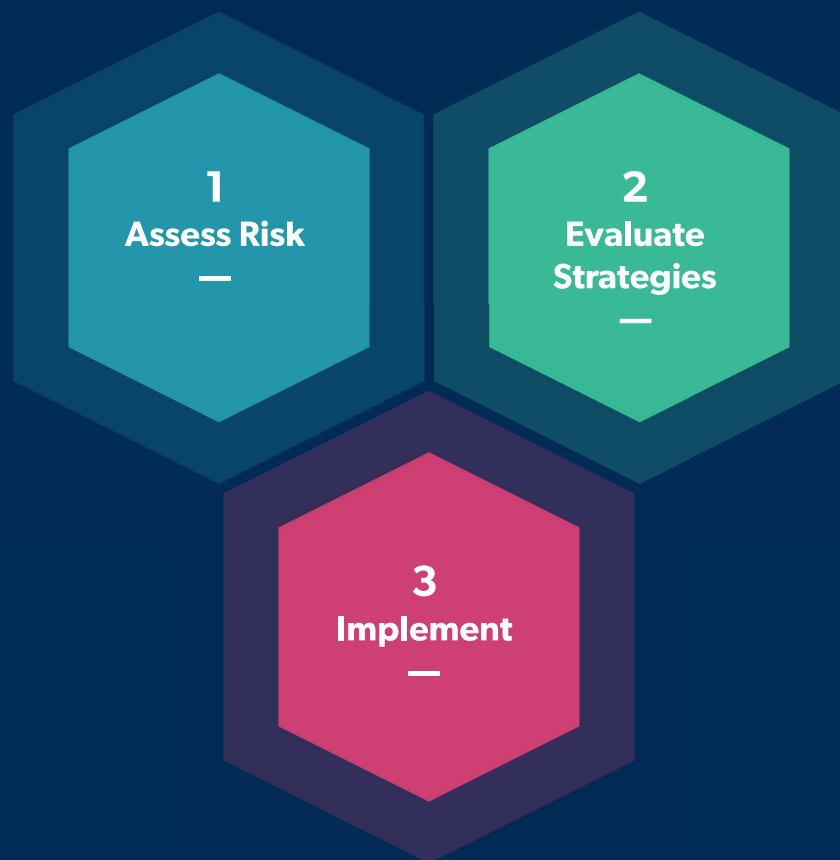 1
Assess Risk
2
Evaluate
Strategies
3
Implement